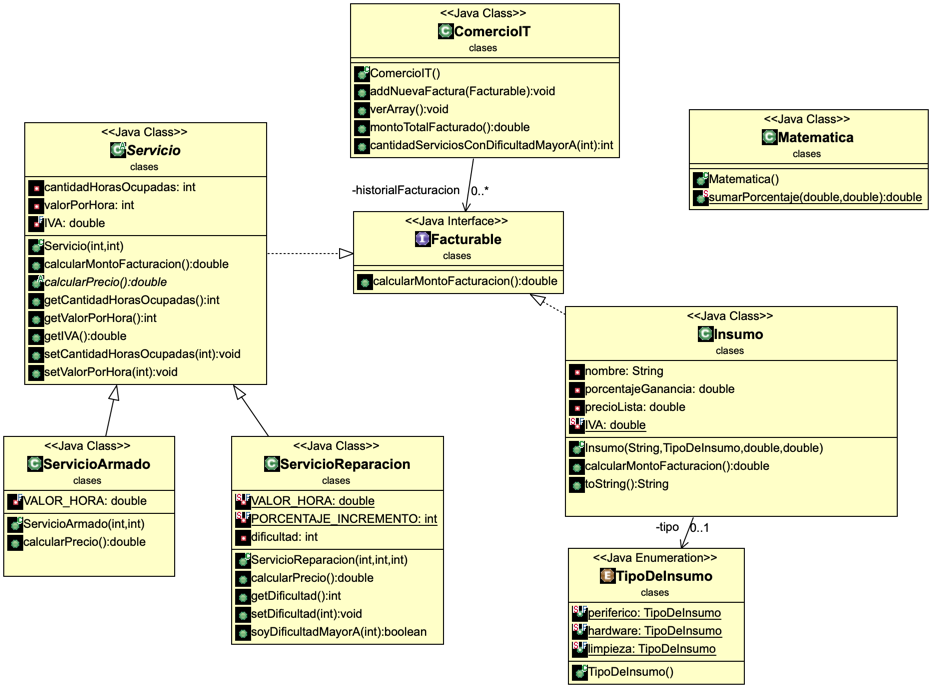 <<Java Class>>
ComercioIT
clases
ComercioIT()
addNuevaFactura(Facturable):void
verArray():void
montoTotalFacturado():double
cantidadServiciosConDificultadMayorA(int):int
<<Java Class>>
Matematica
clases
Matematica()
sumarPorcentaje(double,double):double
<<Java Class>>
Servicio
clases
cantidadHorasOcupadas: int
valorPorHora: int
IVA: double
Servicio(int,int)
calcularMontoFacturacion():double
calcularPrecio():double
getCantidadHorasOcupadas():int
getValorPorHora():int
getIVA():double
setCantidadHorasOcupadas(int):void
setValorPorHora(int):void
-historialFacturacion 0..*
<<Java Interface>>
Facturable
clases
calcularMontoFacturacion():double
<<Java Class>>
Insumo
clases
nombre: String
porcentajeGanancia: double
precioLista: double
IVA: double
Insumo(String,TipoDeInsumo,double,double)
calcularMontoFacturacion():double
toString():String
<<Java Class>>
ServicioArmado
clases
VALOR_HORA: double
ServicioArmado(int,int)
calcularPrecio():double
<<Java Class>>
ServicioReparacion
clases
VALOR_HORA: double
PORCENTAJE_INCREMENTO: int
dificultad: int
ServicioReparacion(int,int,int)
calcularPrecio():double
getDificultad():int
setDificultad(int):void
soyDificultadMayorA(int):boolean
-tipo 0..1
<<Java Enumeration>>
TipoDeInsumo
clases
periferico: TipoDeInsumo
hardware: TipoDeInsumo
limpieza: TipoDeInsumo
TipoDeInsumo()